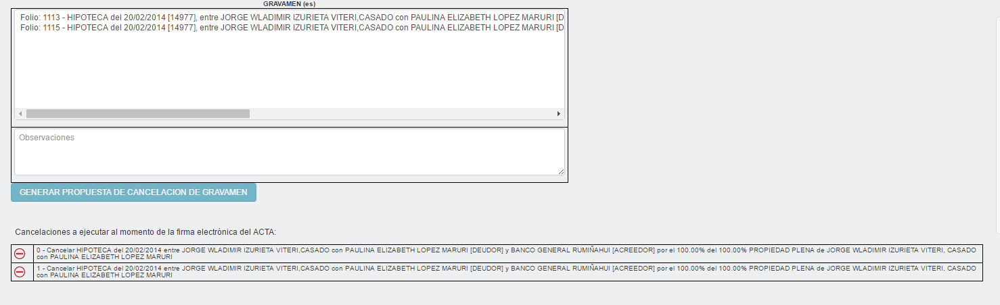 GRAVAMEN (es)
Folio: 1113 - HIPOTECA del 20/02/2014 [14977], entre JORGE WLADIMIR IZURIETA VITERI,CASADO con PAULINA ELIZABETH LOPEZ MARURI [D
Folio: 1115 - HIPOTECA del 20/02/2014 [14977], entre JORGE WLADIMIR IZURIETA VITERI,CASADO con PAULINA ELIZABETH LOPEZ MARURI [D
Observaciones
GENERAR PROPUESTA DE CANCELACION DE GRAVAMEN
Cancelaciones a ejecutar al momento de la firma electrónica del ACTA:
0 - Cancelar HIPOTECA del 20/02/2014 entre JORGE WLADIMIR IZURIETA VITERI,CASADO con PAULINA ELIZABETH LOPEZ MARURI [DEUDOR] y BANCO GENERAL RUMIÑAHUI [ACREEDOR] por el 100.00% del 100.00% PROPIEDAD PLENA de JORGE WLADIMIR IZURIETA VITERI, CASADO
con PAULINA ELIZABETH LOPEZ MARURI
1 - Cancelar HIPOTECA del 20/02/2014 entre JORGE WLADIMIR IZURIETA VITERI,CASADO con PAULINA ELIZABETH LOPEZ MARURI [DEUDOR] y BANCO GENERAL RUMIÑAHUI [ACREEDOR] por el 100.00% del 100.00% PROPIEDAD PLENA de JORGE WLADIMIR IZURIETA VITERI, CASADO
con PAULINA ELIZABETH LOPEZ MARURI